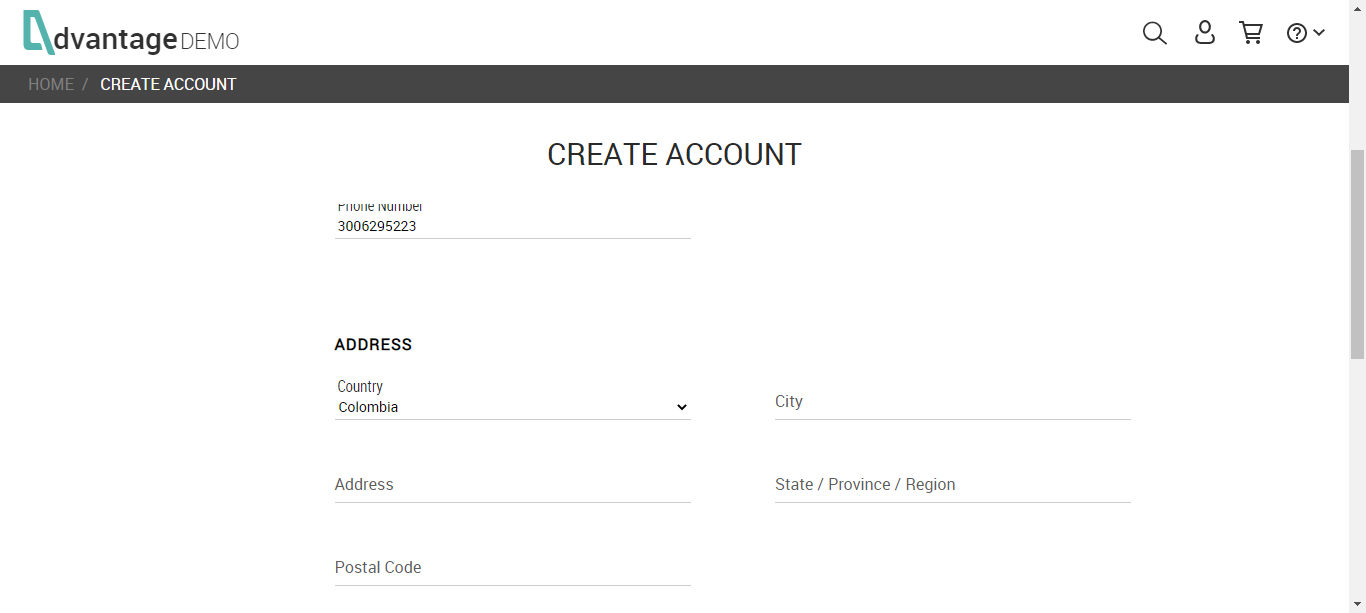 dvantage DEMO
HOME / CREATE ACCOUNT
CREATE ACCOUNT
Phone Number
3006295223
ADDRESS
Country
Colombia
City
Address
State / Province / Region
Postal Code